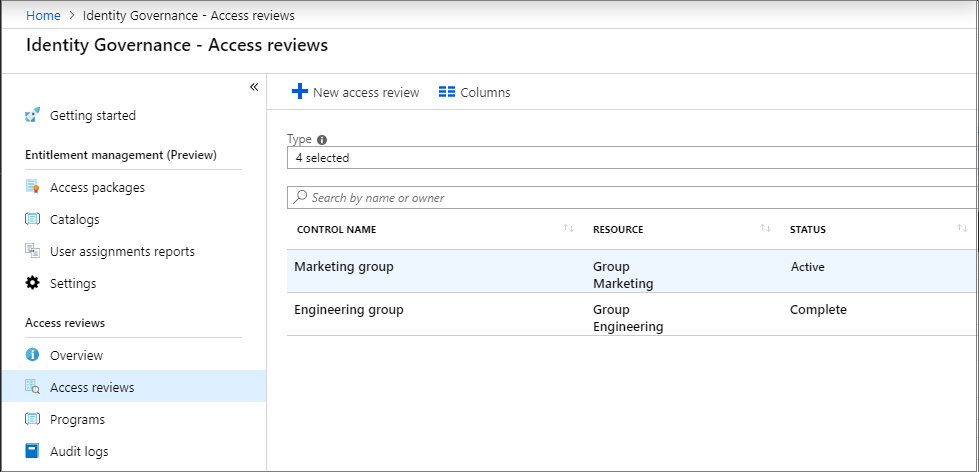 Home > Identity Governance - Access reviews
Identity Governance - Access reviews
«
Getting started
Entitlement management (Preview)
Access packages
Catalogs
User assignments reports
Settings
Access reviews
Overview
Access reviews
Programs
Audit logs
New access review Columns
Type
4 selected
Search by name or owner
CONTROL NAME RESOURCE STATUS
Marketing group Group Active
Marketing
Engineering group Group Complete
Engineering